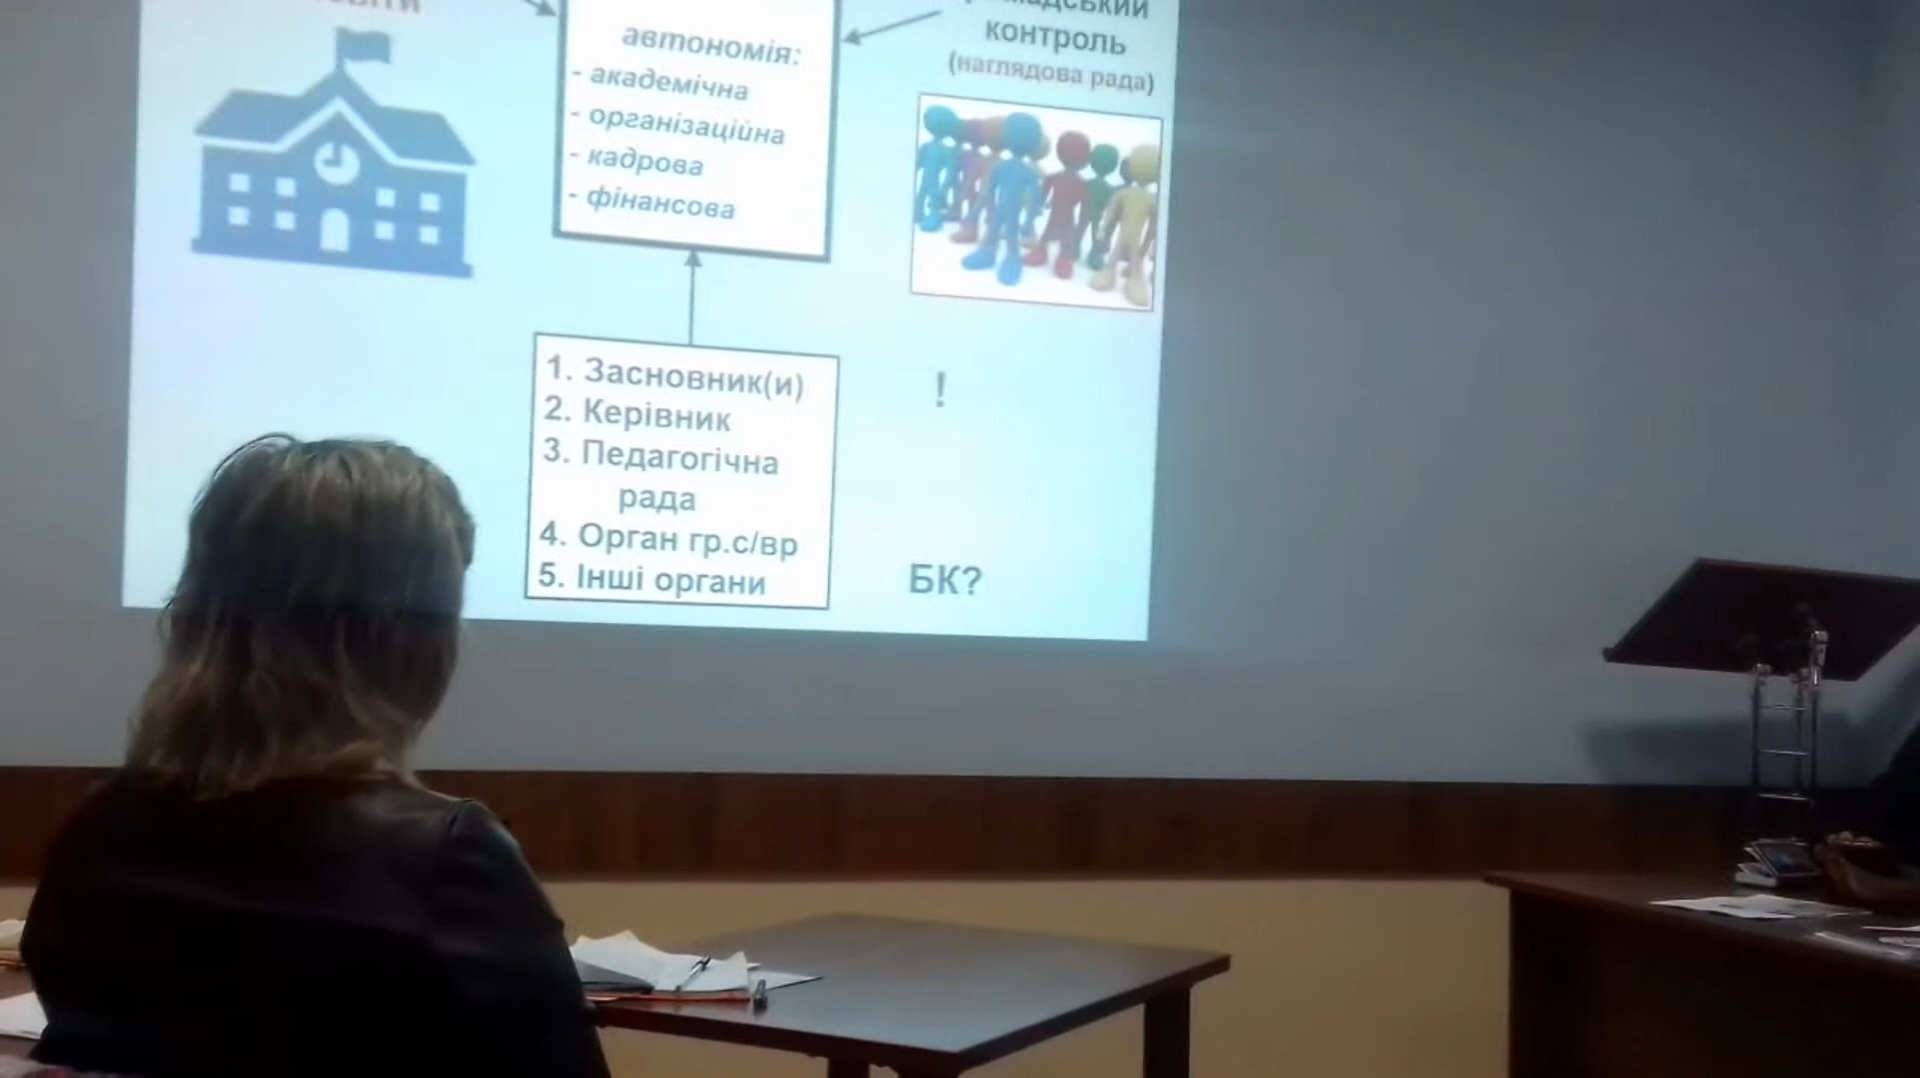 автономія:
- академічна
- організаційна
- кадрова
- фінансова
контроль
(наглядова рада)
1. Засновник(и)
2. Керівник
3. Педагогічна
рада
4. Орган гр.с/вр
5. Інші органи
!
БК?